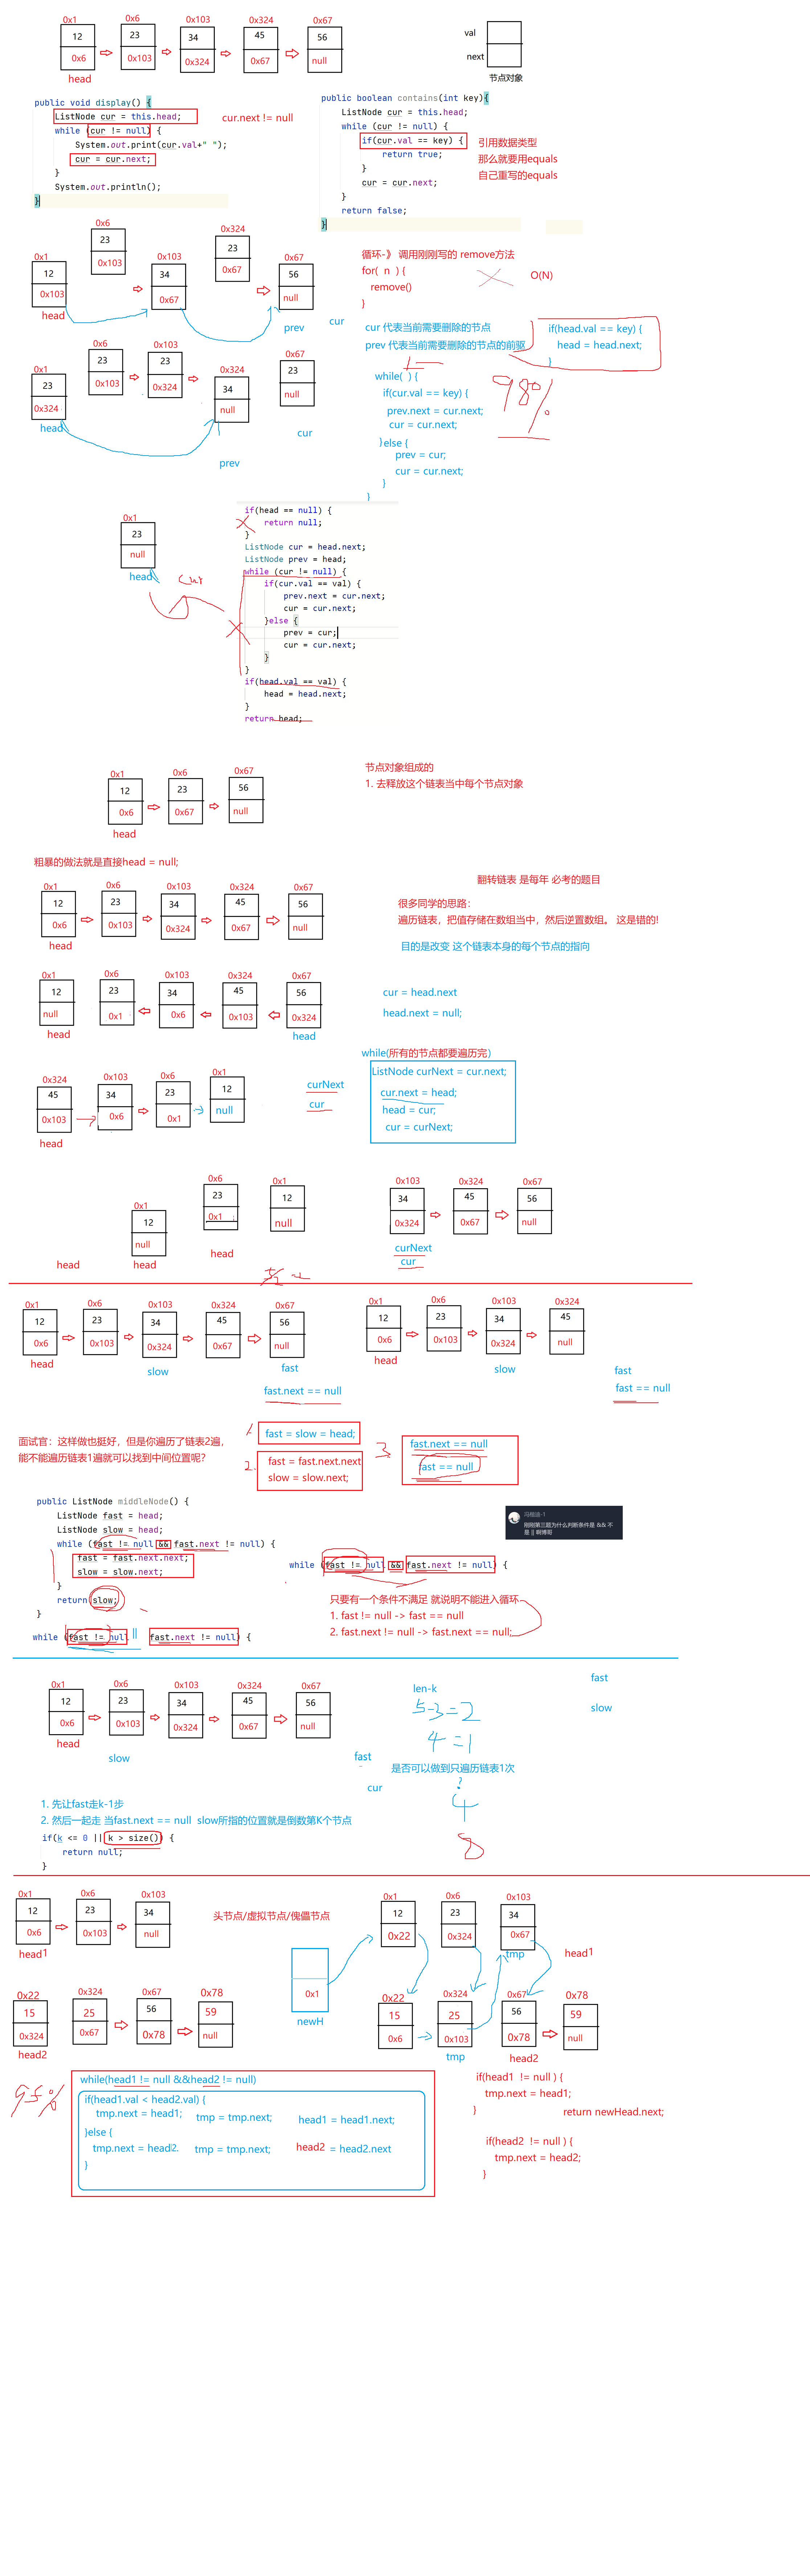 0x1 0x6 0x103 0x324 0x67
12 23 34 45 56
0x6 0x103 0x324 0x67 null
head
val
next
节点对象
public void display() {
ListNode cur = this.head;
while (cur != null) {
System.out.print(cur.val+" ");
cur = cur.next;
}
System.out.println();
}
cur.next != null
public boolean contains(int key){
ListNode cur = this.head;
while (cur != null) {
if(cur.val == key) {
return true;
}
cur = cur.next;
}
return false;
}
引用数据类型
那么就要用equals
自己重写的equals
0x1 0x6 0x103 0x324 0x67
12 23 34 23 56
0x103 0x103 0x67 0x67 null
head
prev
cur
循环-》 调用刚刚写的 remove方法
for( n ) {
remove()
}
O(N)
cur 代表当前需要删除的节点
prev 代表当前需要删除的节点的前驱
if(head.val == key) {
head = head.next;
}
while( ) {
if(cur.val == key) {
prev.next = cur.next;
cur = cur.next;
}else {
prev = cur;
cur = cur.next;
}
}
98%
0x1 0x6 0x103 0x324 0x67
23 23 23 34 23
0x324 0x103 0x324 null null
head
prev
cur
0x1
23
null
head
cur
if(head == null) {
return null;
}
ListNode cur = head.next;
ListNode prev = head;
while (cur != null) {
if(cur.val == val) {
prev.next = cur.next;
cur = cur.next;
}else {
prev = cur;
cur = cur.next;
}
}
if(head.val == val) {
head = head.next;
}
return head;
0x1 0x6 0x67
12 23 56
0x6 0x67 null
head
节点对象组成的
1. 去释放这个链表当中每个节点对象
粗暴的做法就是直接head = null;
翻转链表 是每年 必考的题目
很多同学的思路：
遍历链表，把值存储在数组当中，然后逆置数组。 这是错的!
目的是改变 这个链表本身的每个节点的指向
0x1 0x6 0x103 0x324 0x67
12 23 34 45 56
0x6 0x103 0x324 0x67 null
head
0x1 0x6 0x103 0x324 0x67
12 23 34 45 56
null 0x1 0x6 0x103 0x324
head head
cur = head.next
head.next = null;
while(所有的节点都要遍历完)
ListNode curNext = cur.next;
cur.next = head;
head = cur;
cur = curNext;
0x324 0x103 0x6 0x1
45 34 23 12
0x103 0x6 0x1 null
head
curNext
cur
0x1
12
null
head head
0x6
23
0x1
head
0x1
12
null
0x103 0x324 0x67
34 45 56
0x324 0x67 null
curNext
cur
0x1 0x6 0x103 0x324 0x67
12 23 34 45 56
0x6 0x103 0x324 0x67 null
head slow fast
fast.next == null
0x1 0x6 0x103 0x324
12 23 34 45
0x6 0x103 0x324 null
head slow fast
fast == null
面试官：这样做也挺好，但是你遍历了链表2遍，
能不能遍历链表1遍就可以找到中间位置呢?
1. fast = slow = head;
2. fast = fast.next.next
slow = slow.next;
3. fast.next == null
fast == null
public ListNode middleNode() {
ListNode fast = head;
ListNode slow = head;
while (fast != null && fast.next != null) {
fast = fast.next.next;
slow = slow.next;
}
return slow;
}
while (fast != null || fast.next != null) {
刚刚第三题为什么判断条件是 && 不
是 || 啊博哥
while (fast != null && fast.next != null) {
只要有一个条件不满足 就说明不能进入循环
1. fast != null -> fast == null
2. fast.next != null -> fast.next == null;
0x1 0x6 0x103 0x324 0x67
12 23 34 45 56
0x6 0x103 0x324 0x67 null
head
slow
fast
cur
fast
slow
len-k
5-3=2
4 =1
是否可以做到只遍历链表1次
?
4
8
1. 先让fast走k-1步
2. 然后一起走 当fast.next == null slow所指的位置就是倒数第K个节点
if(k <= 0 || k > size()) {
return null;
}
0x1 0x6 0x103
12 23 34
0x6 0x103 null
head1
头节点/虚拟节点/傀儡节点
0x22 0x324 0x67 0x78
15 25 56 59
0x324 0x67 0x78 null
head2
0x1
newH
0x1 0x6 0x103
12 23 34
0x22 0x324 0x67
tmp head1
0x22 0x324 0x67 0x78
15 25 56 59
0x6 0x103 0x78 null
tmp head2
95%
while(head1 != null &&head2 != null)
if(head1.val < head2.val) {
tmp.next = head1; tmp = tmp.next; head1 = head1.next;
}else {
tmp.next = head2. tmp = tmp.next; head2 = head2.next
}
if(head1 != null ) {
tmp.next = head1;
}
return newHead.next;
if(head2 != null ) {
tmp.next = head2;
}